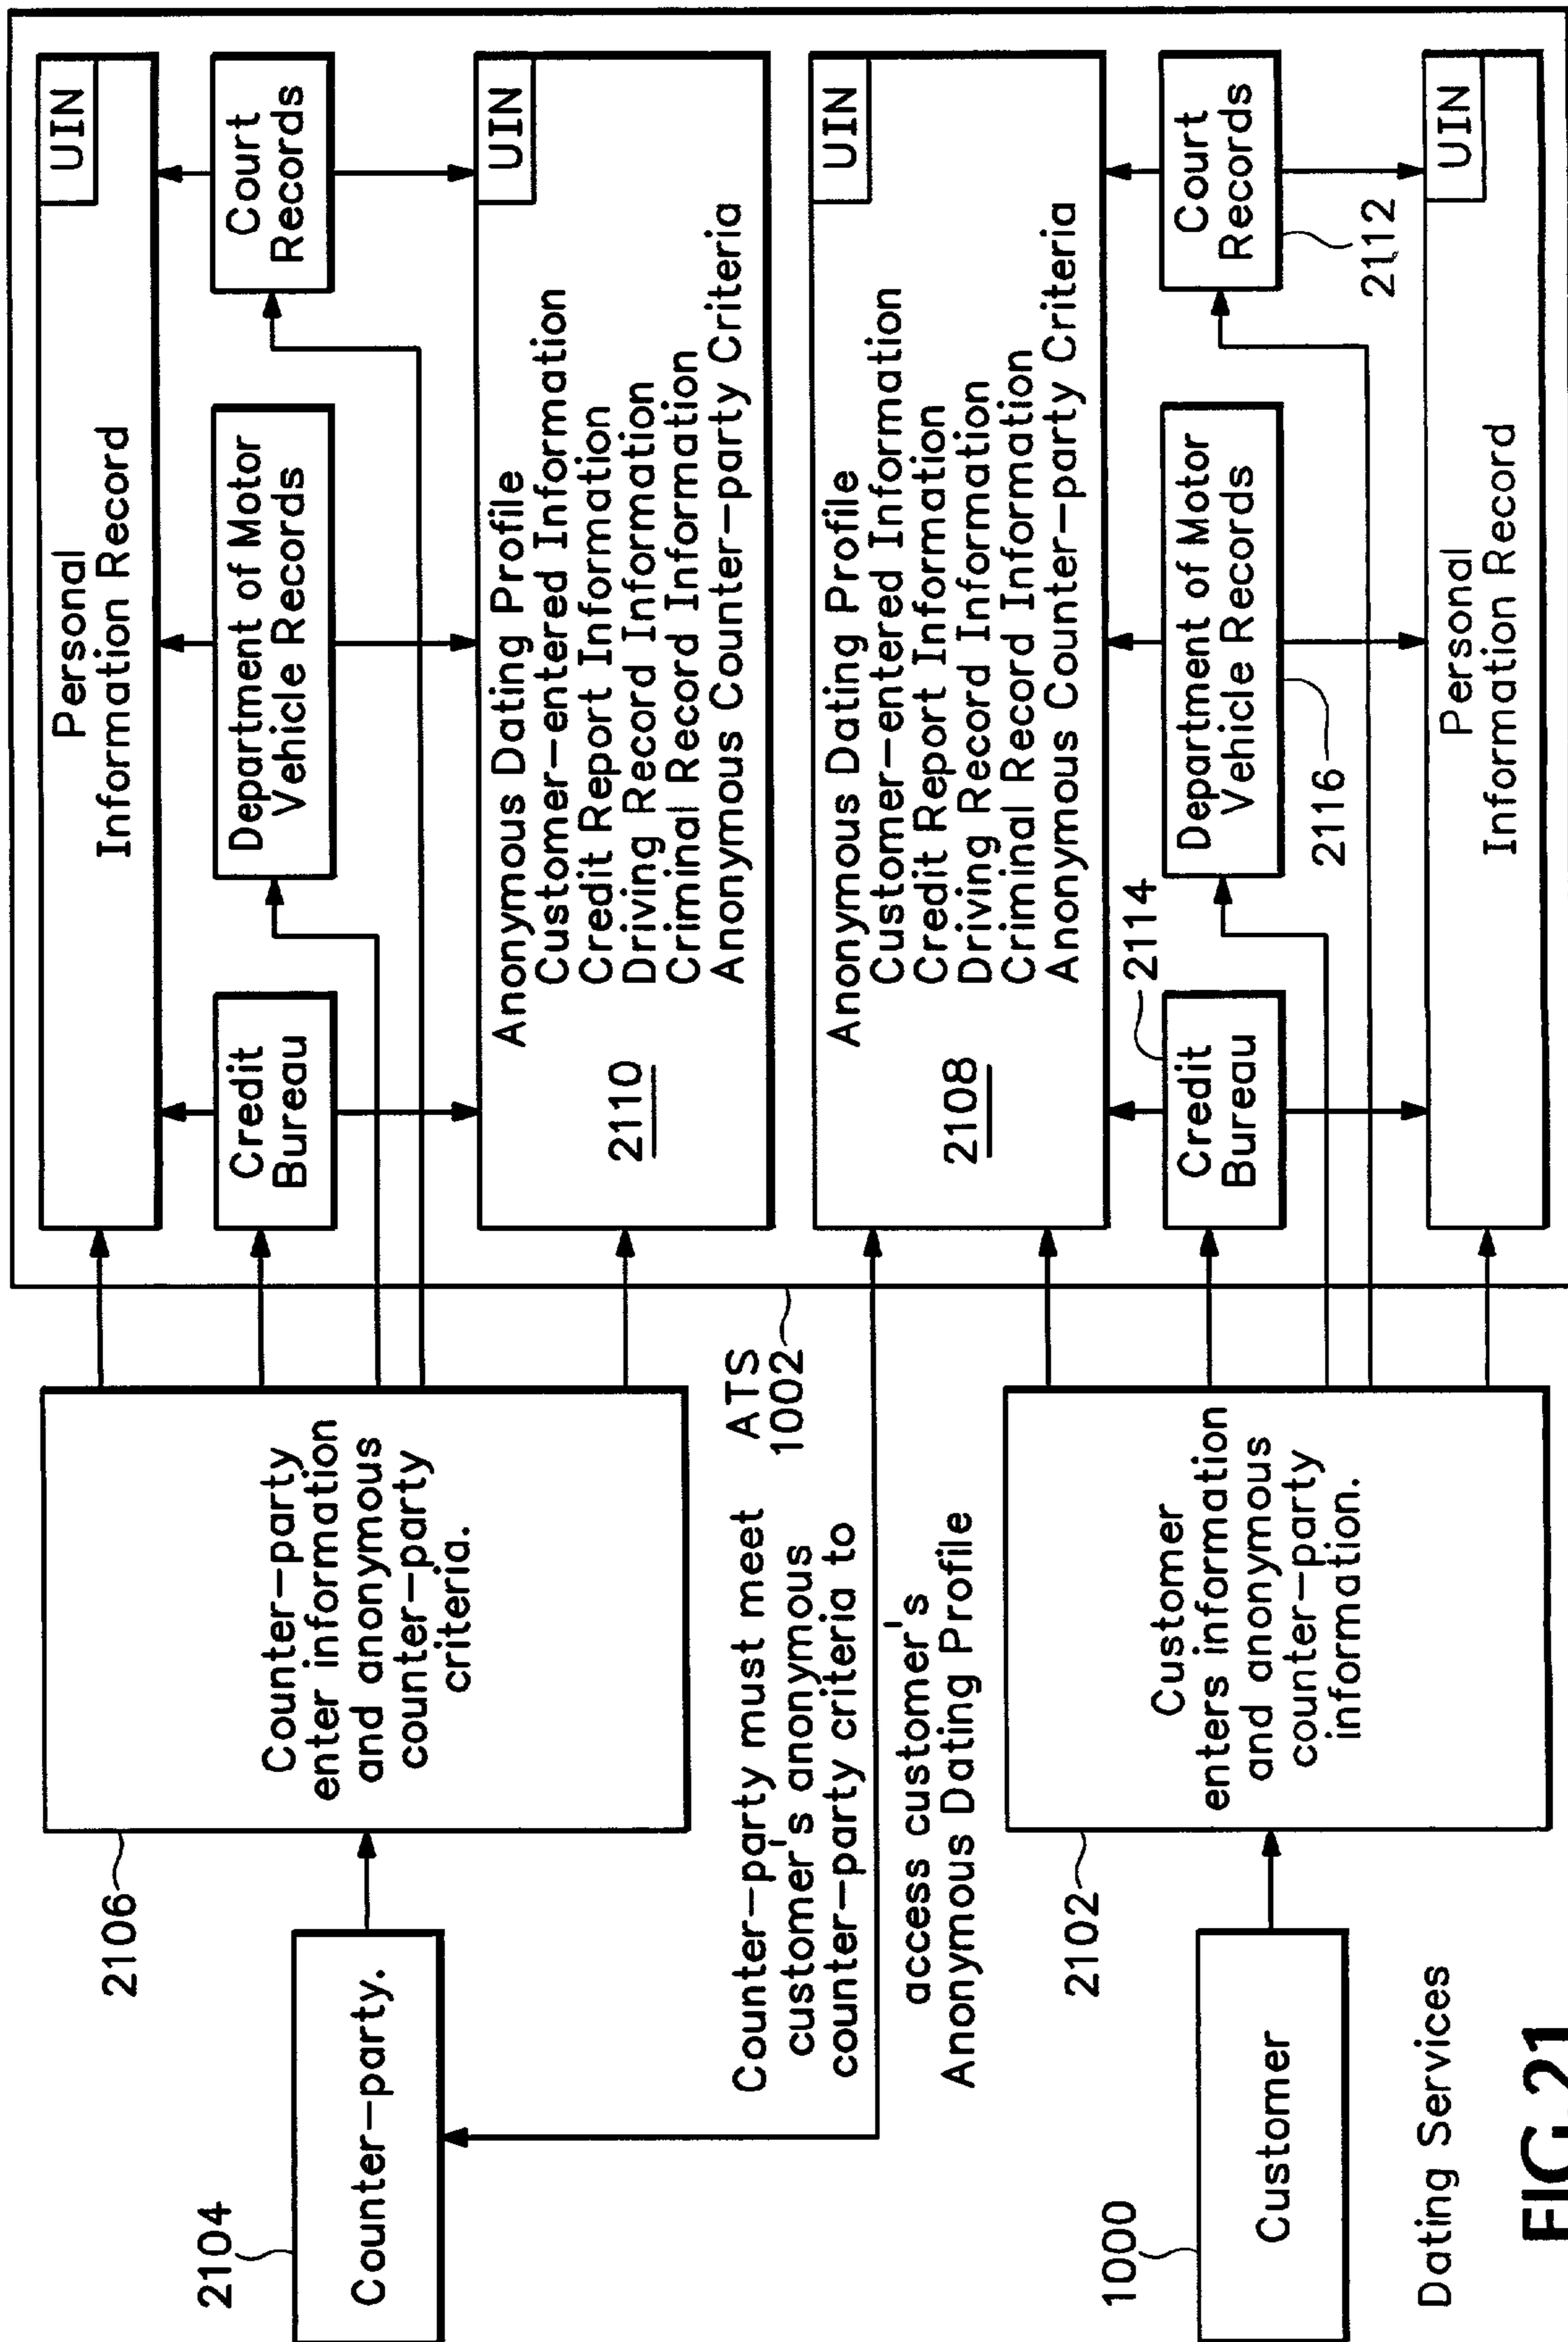 2104
Counter-party.
2106
Counter-party
enter information
and anonymous
counter-party
criteria.
Personal
Information Record
UIN
Credit
Bureau
Department of Motor
Vehicle Records
Court
Records
Anonymous Dating Profile
Customer-entered Information
Credit Report Information
Driving Record Information
Criminal Record Information
Anonymous Counter-party Criteria
UIN
2110
ATS
1002
Counter-party must meet
customer's anonymous
counter-party criteria to
access customer's
Anonymous Dating Profile
Anonymous Dating Profile
Customer-entered Information
Credit Report Information
Driving Record Information
Criminal Record Information
Anonymous Counter-party Criteria
UIN
2108
1000
Customer
2102
Customer
enters information
and anonymous
counter-party
information.
2114
Credit
Bureau
Department of Motor
Vehicle Records
2116
Court
Records
2112
Personal
Information Record
UIN
Dating Services
FIG.21